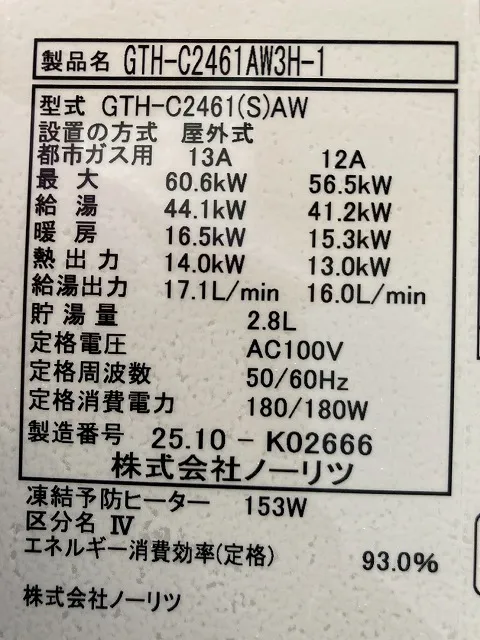 製品名 GTH-C2461AW3H-1
型式 GTH-C2461(S)AW
設置の方式 屋外式
都市ガス用 13A 12A
最大 60.6kW 56.5kW
給湯 44.1kW 41.2kW
暖房 16.5kW 15.3kW
熱出力 14.0kW 13.0kW
給湯出力 17.1L/min 16.0L/min
貯湯量 2.8L
定格電圧 AC100V
定格周波数 50/60Hz
定格消費電力 180/180W
製造番号 25.10 - K02666
株式会社ノーリツ
凍結予防ヒーター 153W
区分名 Ⅳ
エネルギー消費効率(定格) 93.0%
株式会社ノーリツ